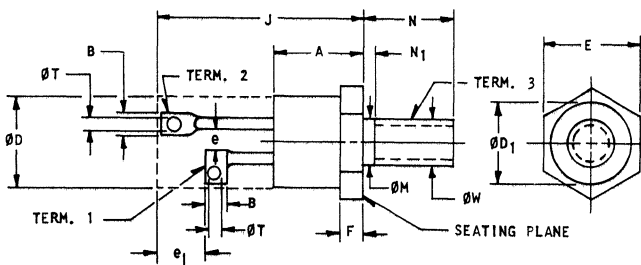 J
N
A
N1
E
B
ØT
TERM. 2
TERM. 3
ØD
e
ØD1
ØM
ØW
TERM. 1
B
ØT
F
SEATING PLANE
e1